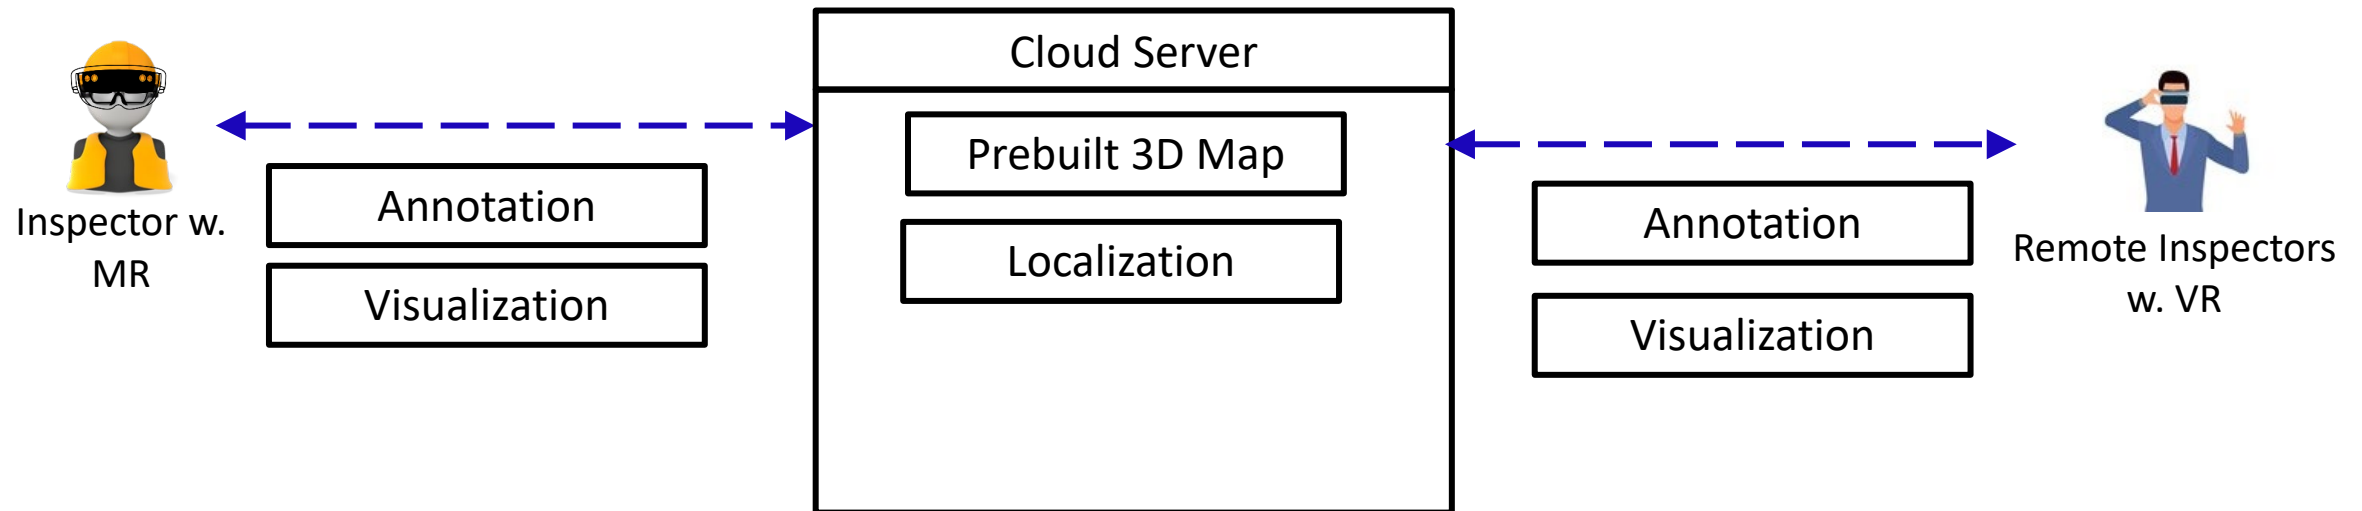 Cloud Server
Prebuilt 3D Map
Localization
Inspector w.
MR
Annotation
Visualization
Annotation
Visualization
Remote Inspectors
w. VR